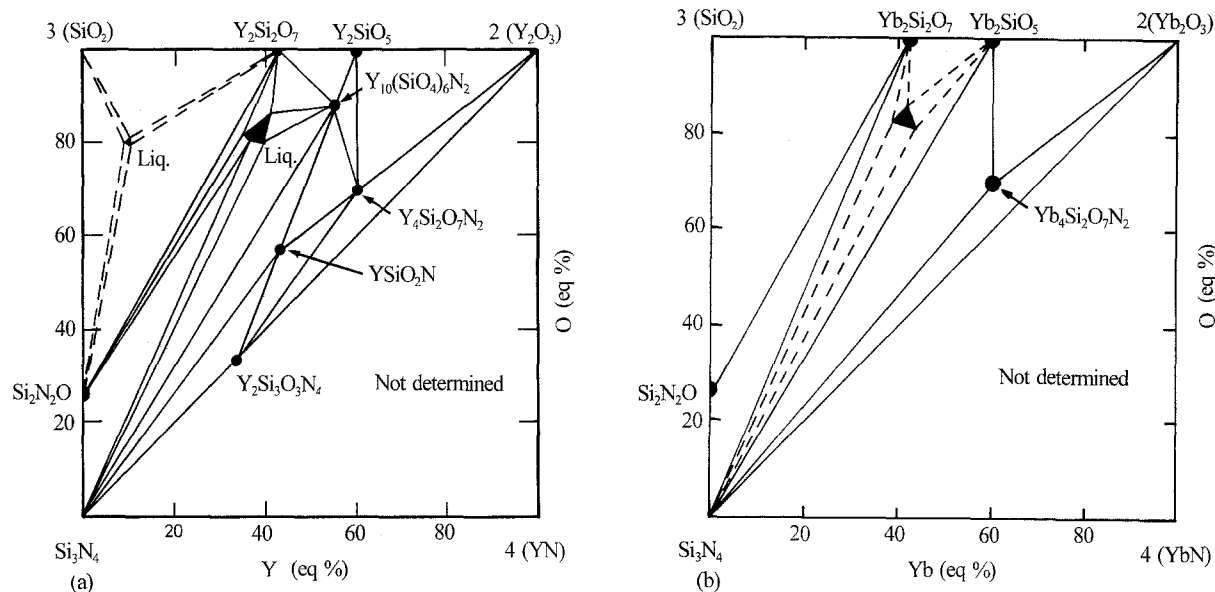 3 (SiO₂)
Y₂Si₂O₇
Y₂SiO₅
2 (Y₂O₃)
Y₁₀(SiO₄)₆N₂
80
Liq.
Liq.
Y₄Si₂O₇N₂
60
YSiO₂N
O (eq %)
40
Y₂Si₃O₃N₄
Not determined
Si₂N₂O
20
20
40
60
80
Si₃N₄
4 (YN)
Y (eq %)
(a)
3 (SiO₂)
Yb₂Si₂O₇
Yb₂SiO₅
2(Yb₂O₃)
80
Yb₄Si₂O₇N₂
60
O (eq %)
40
Not determined
Si₂N₂O
20
20
40
60
80
Si₃N₄
4 (YbN)
Yb (eq %)
(b)